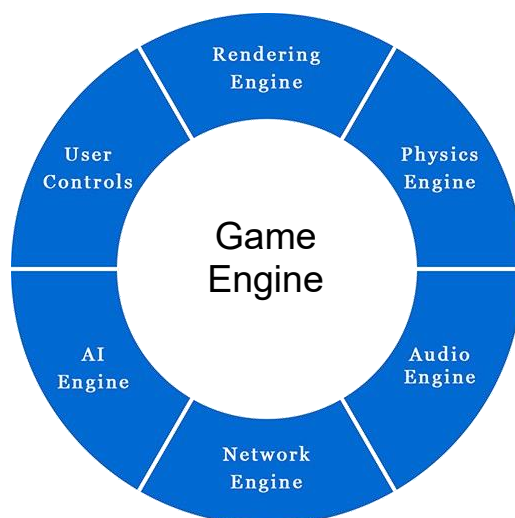 Rendering
Engine
User
Controls
Physics
Engine
Game
Engine
AI
Engine
Audio
Engine
Network
Engine